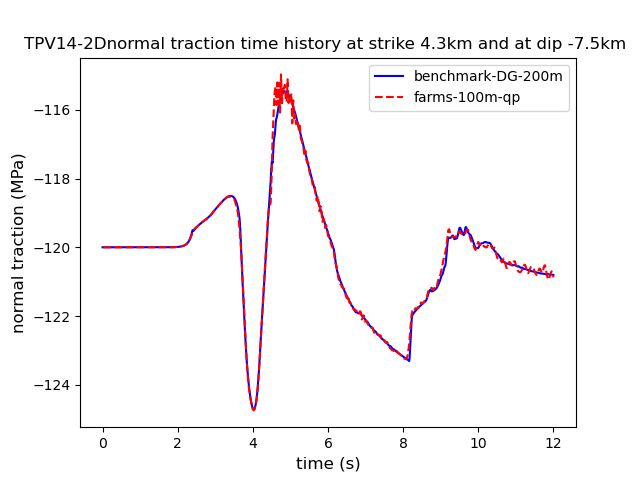 TPV14-2Dnormal traction time history at strike 4.3km and at dip -7.5km
benchmark-DG-200m
farms-100m-qp
normal traction (MPa)
−116
−118
−120
−122
−124
0 2 4 6 8 10 12
time (s)